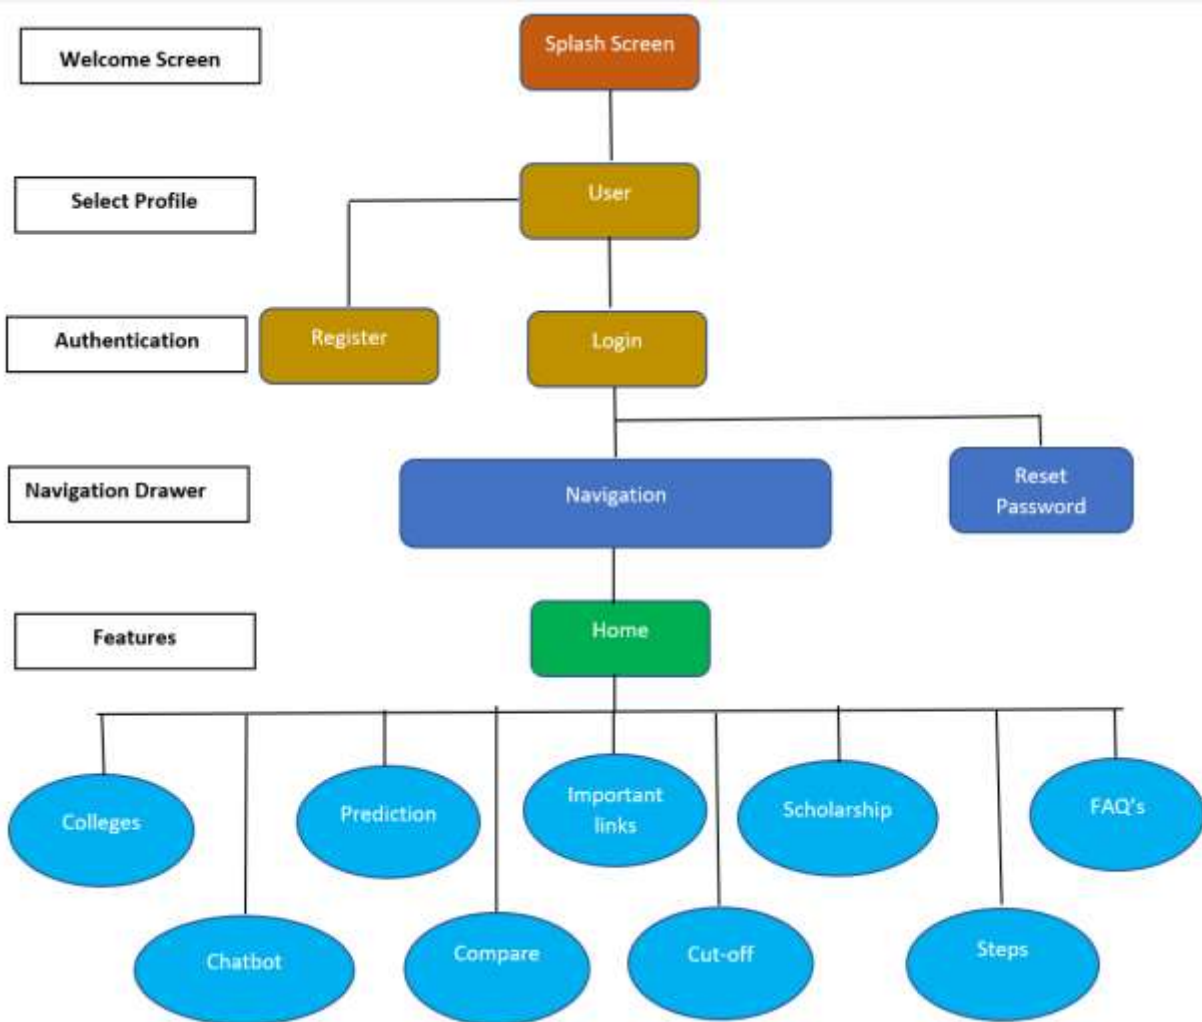 Welcome Screen
Splash Screen
Select Profile
User
Authentication
Register
Login
Navigation Drawer
Navigation
Reset
Password
Features
Home
Colleges
Prediction
Important
links
Scholarship
FAQ's
Chatbot
Compare
Cut-off
Steps